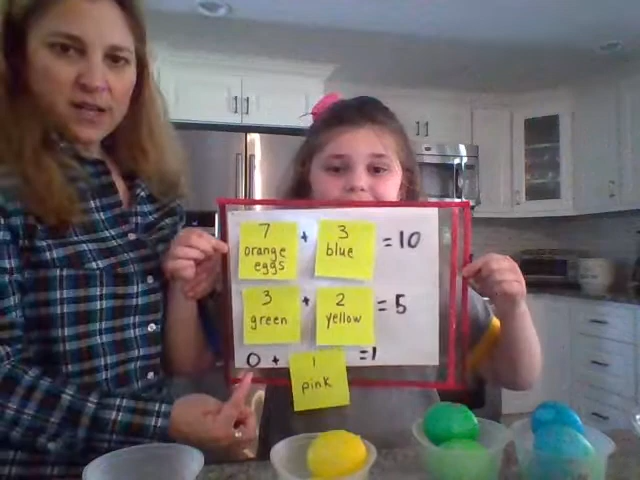 7 orange eggs + 3 blue = 10
3 green + 2 yellow = 5
0 + 1 pink = 1